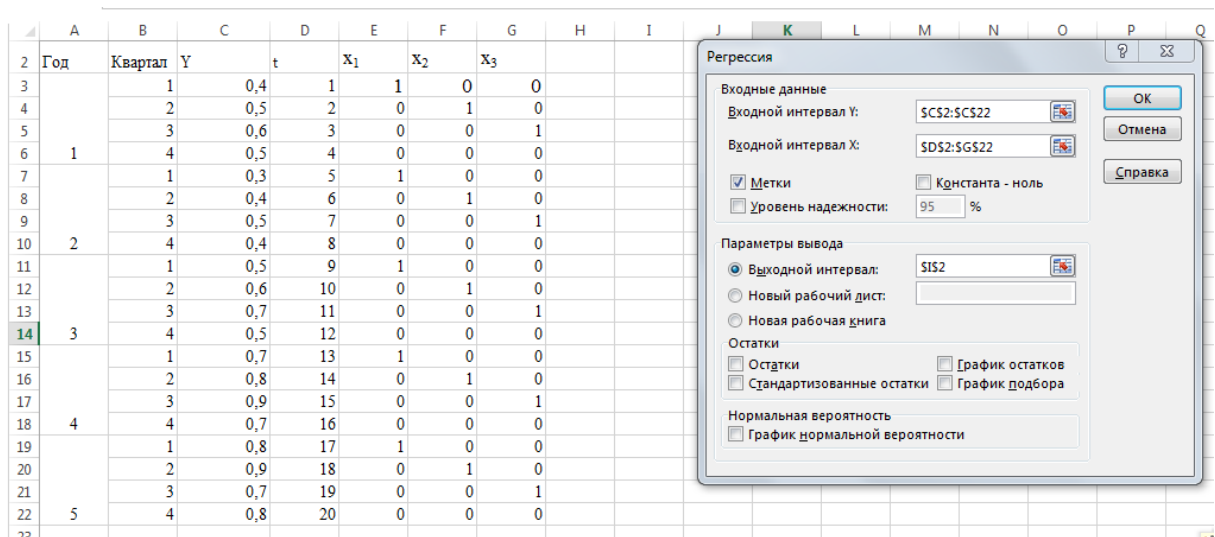 A B C D E F G H I J K L M N O P Q
2 Год Квартал Y t x1 x2 x3
3 1 0,4 1 1 0 0
4 2 0,5 2 0 1 0
5 3 0,6 3 0 0 1
6 1 4 0,5 4 0 0 0
7 1 0,3 5 1 0 0
8 2 0,4 6 0 1 0
9 3 0,5 7 0 0 1
10 2 4 0,4 8 0 0 0
11 1 0,5 9 1 0 0
12 2 0,6 10 0 1 0
13 3 0,7 11 0 0 1
14 3 4 0,5 12 0 0 0
15 1 0,7 13 1 0 0
16 2 0,8 14 0 1 0
17 3 0,9 15 0 0 1
18 4 4 0,7 16 0 0 0
19 1 0,8 17 1 0 0
20 2 0,9 18 0 1 0
21 3 0,7 19 0 0 1
22 5 4 0,8 20 0 0 0
Регрессия
Входные данные
Входной интервал Y: $C$2:$C$22
Входной интервал X: $D$2:$G$22
Метки Константа - ноль
Уровень надежности: 95 %
Параметры вывода
Выходной интервал: $I$2
Новый рабочий лист:
Новая рабочая книга
Остатки
Остатки График остатков
Стандартизованные остатки График подбора
Нормальная вероятность
График нормальной вероятности
ОК
Отмена
Справка